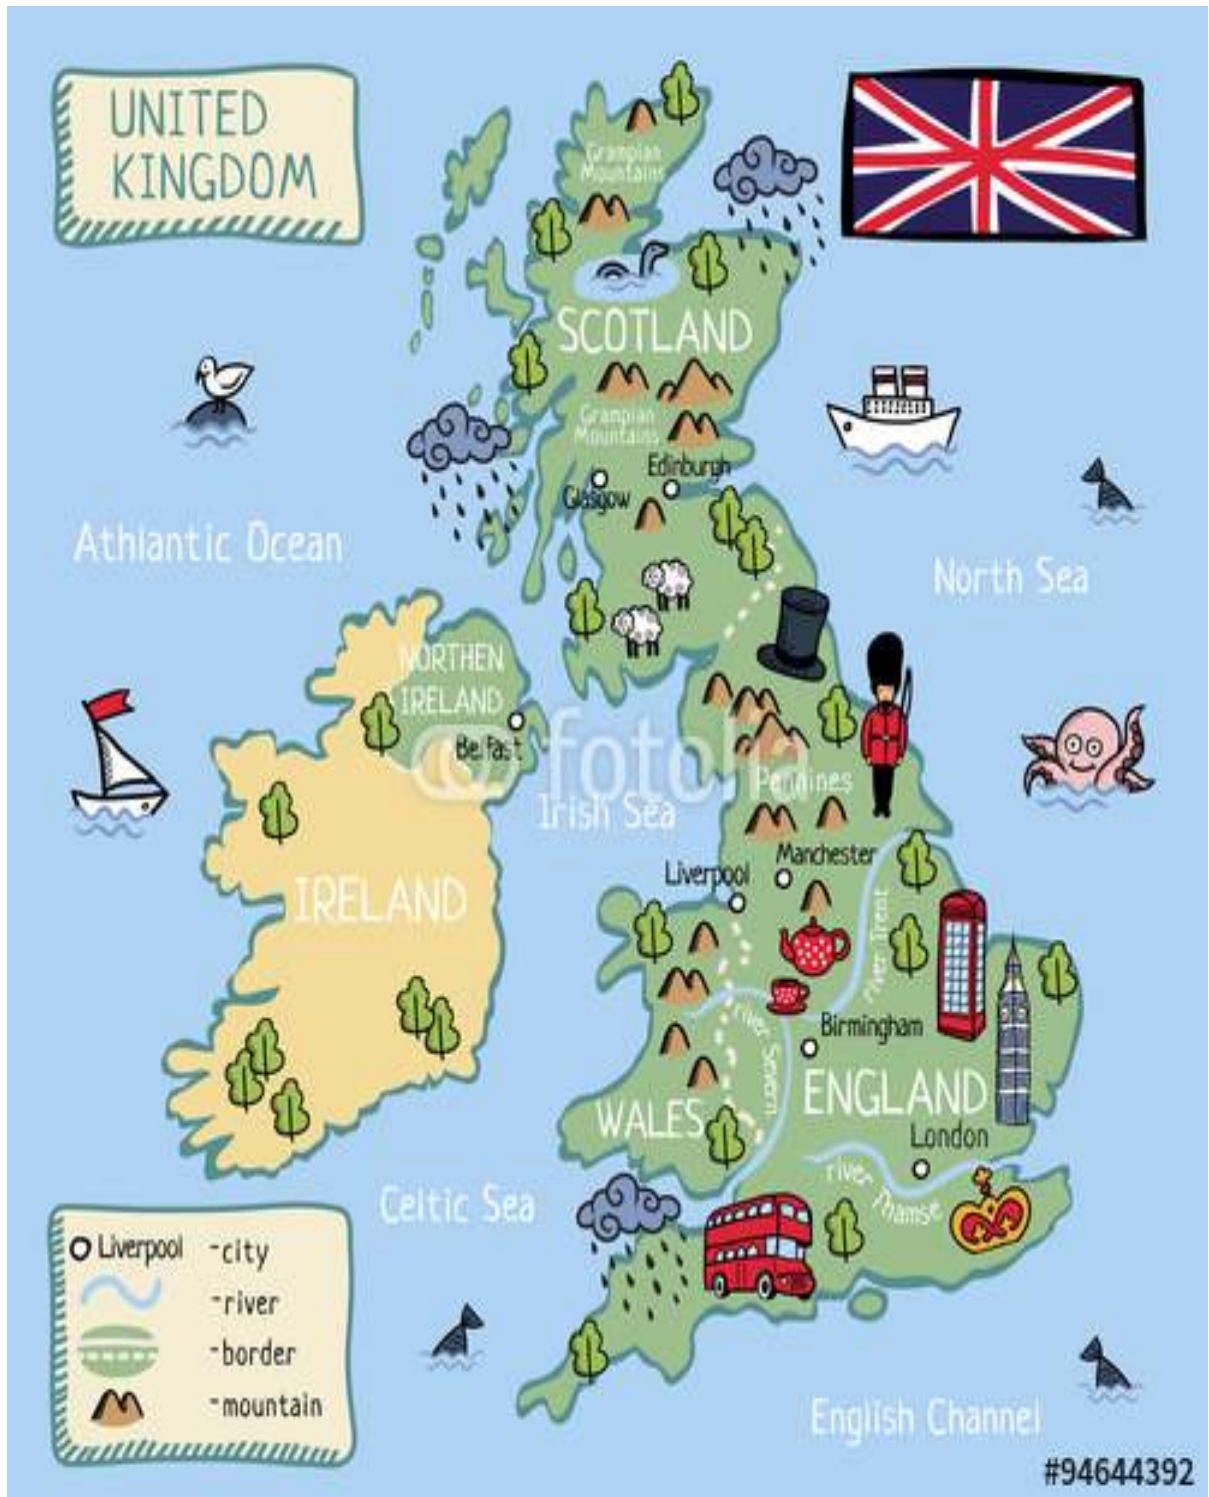 UNITED
KINGDOM
Grampian
Mountains
SCOTLAND
Grampian
Mountains
Edinburgh
Glasgow
Athlantic Ocean
North Sea
NORTHEN
IRELAND
Belfast
fotolia
Irish Sea
Pennines
Manchester
Liverpool
IRELAND
river Trent
river Severn
Birmingham
ENGLAND
WALES
London
river Thamse
Celtic Sea
Liverpool -city
-river
-border
-mountain
English Channel
#94644392